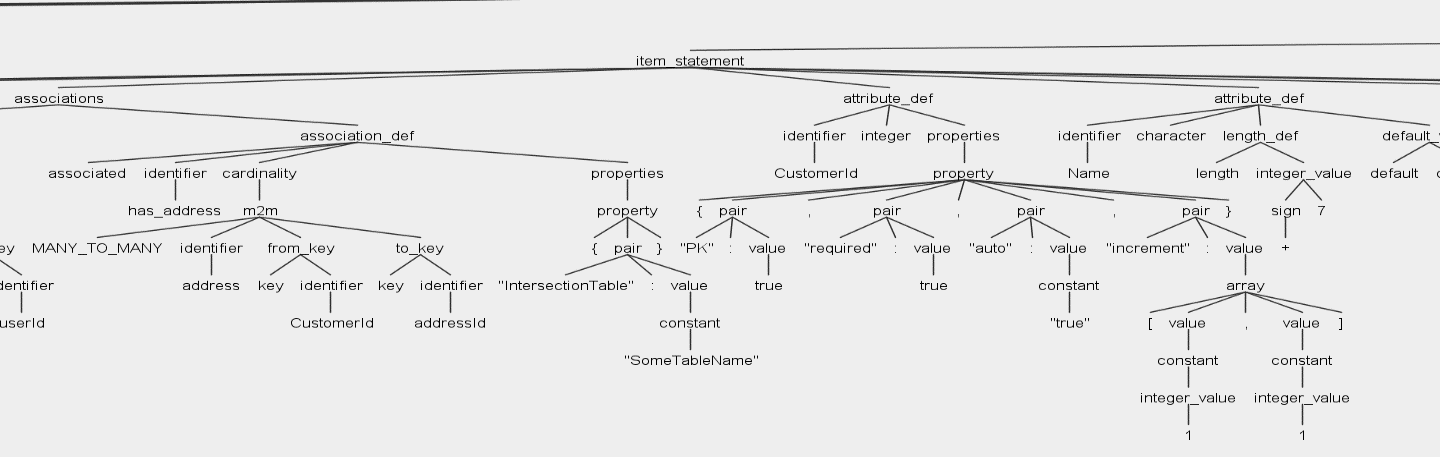 item_statement
associations attribute_def attribute_def
association_def identifier integer properties identifier character length_def default_
associated identifier cardinality properties CustomerId property Name length integer_value default
has_address m2m property { pair , pair , pair , pair } sign 7
MANY_TO_MANY identifier from_key to_key { pair } "PK" : value "required" : value "auto" : value "increment" : value +
address key identifier key identifier "IntersectionTable" : value true true constant array
userId CustomerId addressId constant "true" [ value , value ]
"SomeTableName" constant constant
integer_value integer_value
1 1